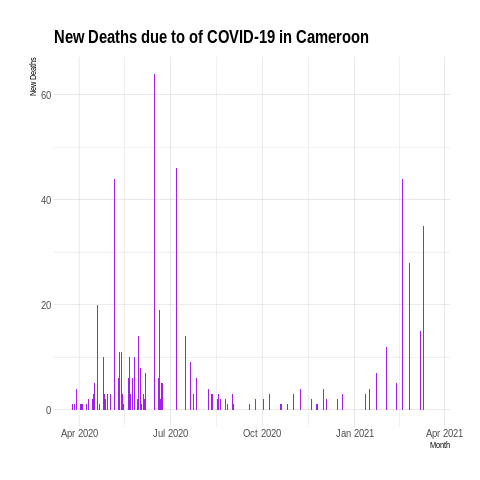 New Deaths due to of COVID-19 in Cameroon
New Deaths
60
40
20
0
Apr 2020 Jul 2020 Oct 2020 Jan 2021 Apr 2021
Month